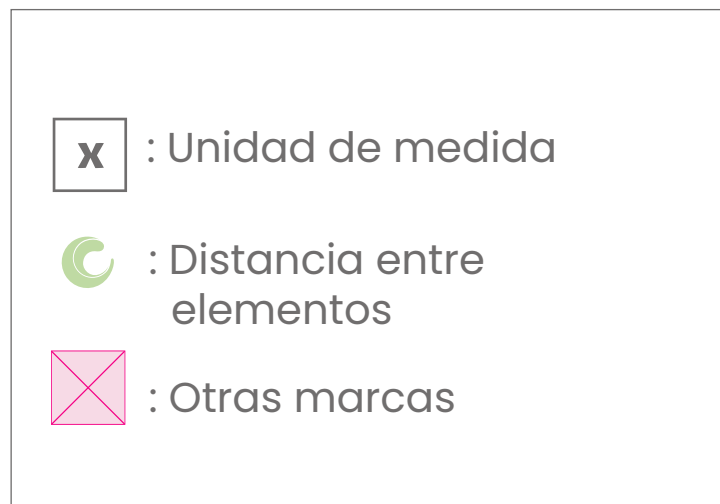 x : Unidad de medida
: Distancia entre
elementos
: Otras marcas